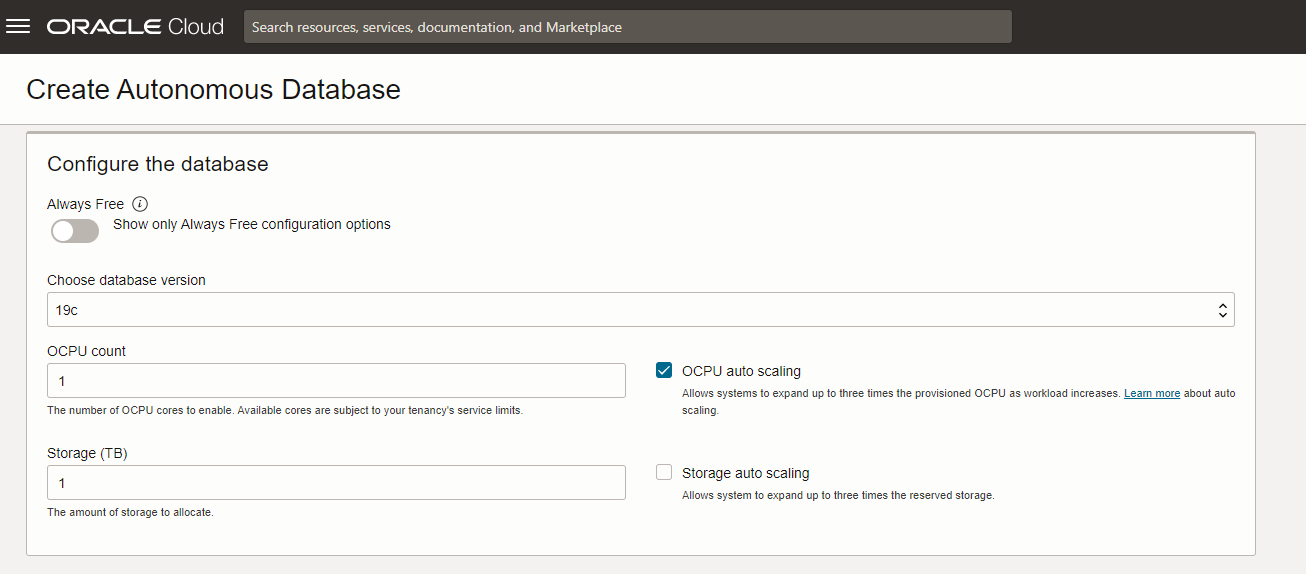 ORACLE Cloud
Search resources, services, documentation, and Marketplace
Create Autonomous Database
Configure the database
Always Free
Show only Always Free configuration options
Choose database version
19c
OCPU count
1
The number of OCPU cores to enable. Available cores are subject to your tenancy's service limits.
OCPU auto scaling
Allows systems to expand up to three times the provisioned OCPU as workload increases. Learn more about auto
scaling.
Storage (TB)
1
The amount of storage to allocate.
Storage auto scaling
Allows system to expand up to three times the reserved storage.